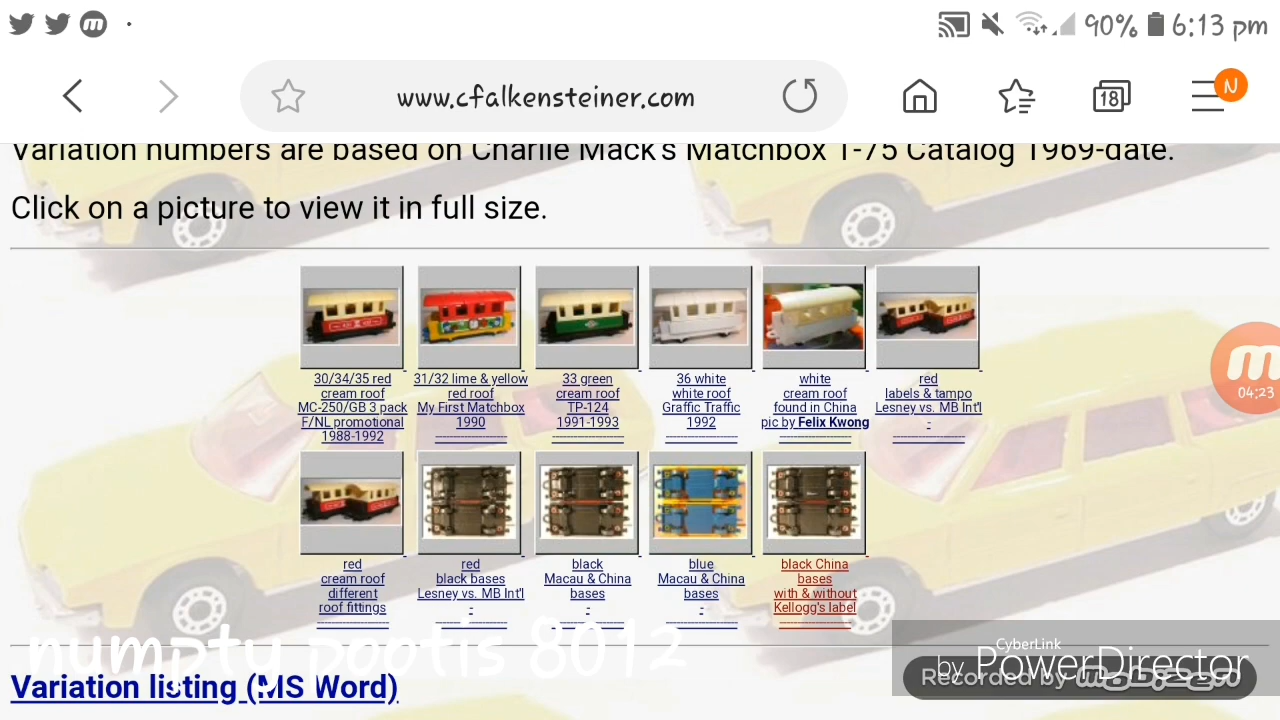 90% 6:13 pm
www.cfalkensteiner.com
18
N
Variation numbers are based on Charlie Mack's Matchbox 1-75 Catalog 1969-date.
Click on a picture to view it in full size.
30/34/35 red
cream roof
MC-250/GB 3 pack
F/NL promotional
1988-1992
31/32 lime & yellow
red roof
My First Matchbox
1990
33 green
cream roof
TP-124
1991-1993
36 white
white roof
Graffic Traffic
1992
white
cream roof
found in China
pic by Felix Kwong
red
labels & tampo
Lesney vs. MB Int'l
-
04:23
red
cream roof
different
roof fittings
red
black bases
Lesney vs. MB Int'l
-
black
Macau & China
bases
-
blue
Macau & China
bases
-
black China
bases
with & without
Kellogg's label
numpty pootis 8012
CyberLink
by PowerDirector
Recorded by
Variation listing (MS Word)